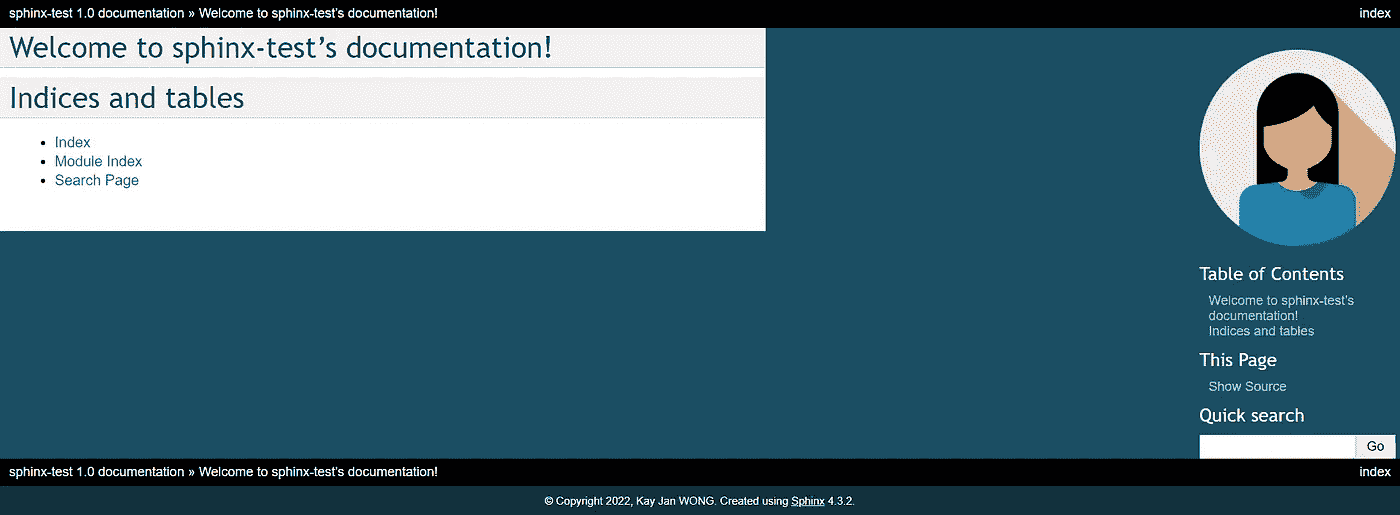 sphinx-test 1.0 documentation » Welcome to sphinx-test's documentation!
index
Welcome to sphinx-test’s documentation!
Indices and tables
Index
Module Index
Search Page
Table of Contents
Welcome to sphinx-test's
documentation!
Indices and tables
This Page
Show Source
Quick search
Go
sphinx-test 1.0 documentation » Welcome to sphinx-test's documentation!
index
© Copyright 2022, Kay Jan WONG. Created using Sphinx 4.3.2.